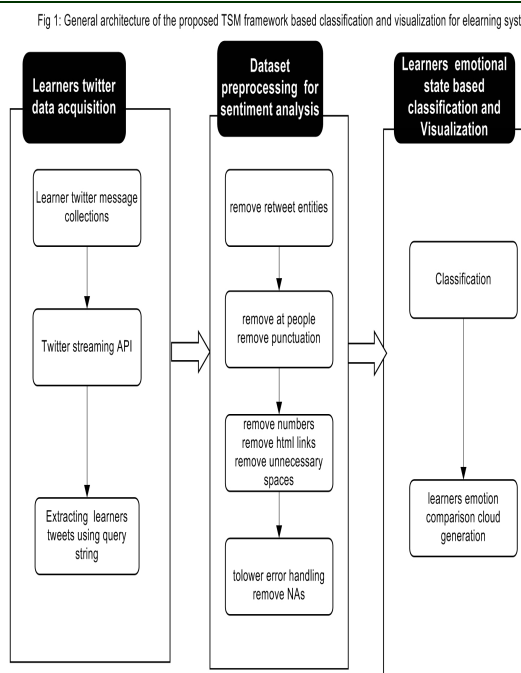 Fig 1: General architecture of the proposed TSM framework based classification and visualization for elearning syst
Learners twitter
data acquisition
Learner twitter message
collections
Twitter streaming API
Extracting learners
tweets using query
string
Dataset
preprocessing for
sentiment analysis
remove retweet entities
remove at people
remove punctuation
remove numbers
remove html links
remove unnecessary
spaces
tolower error handling
remove NAs
Learners emotional
state based
classification and
Visualization
Classification
learners emotion
comparison cloud
generation